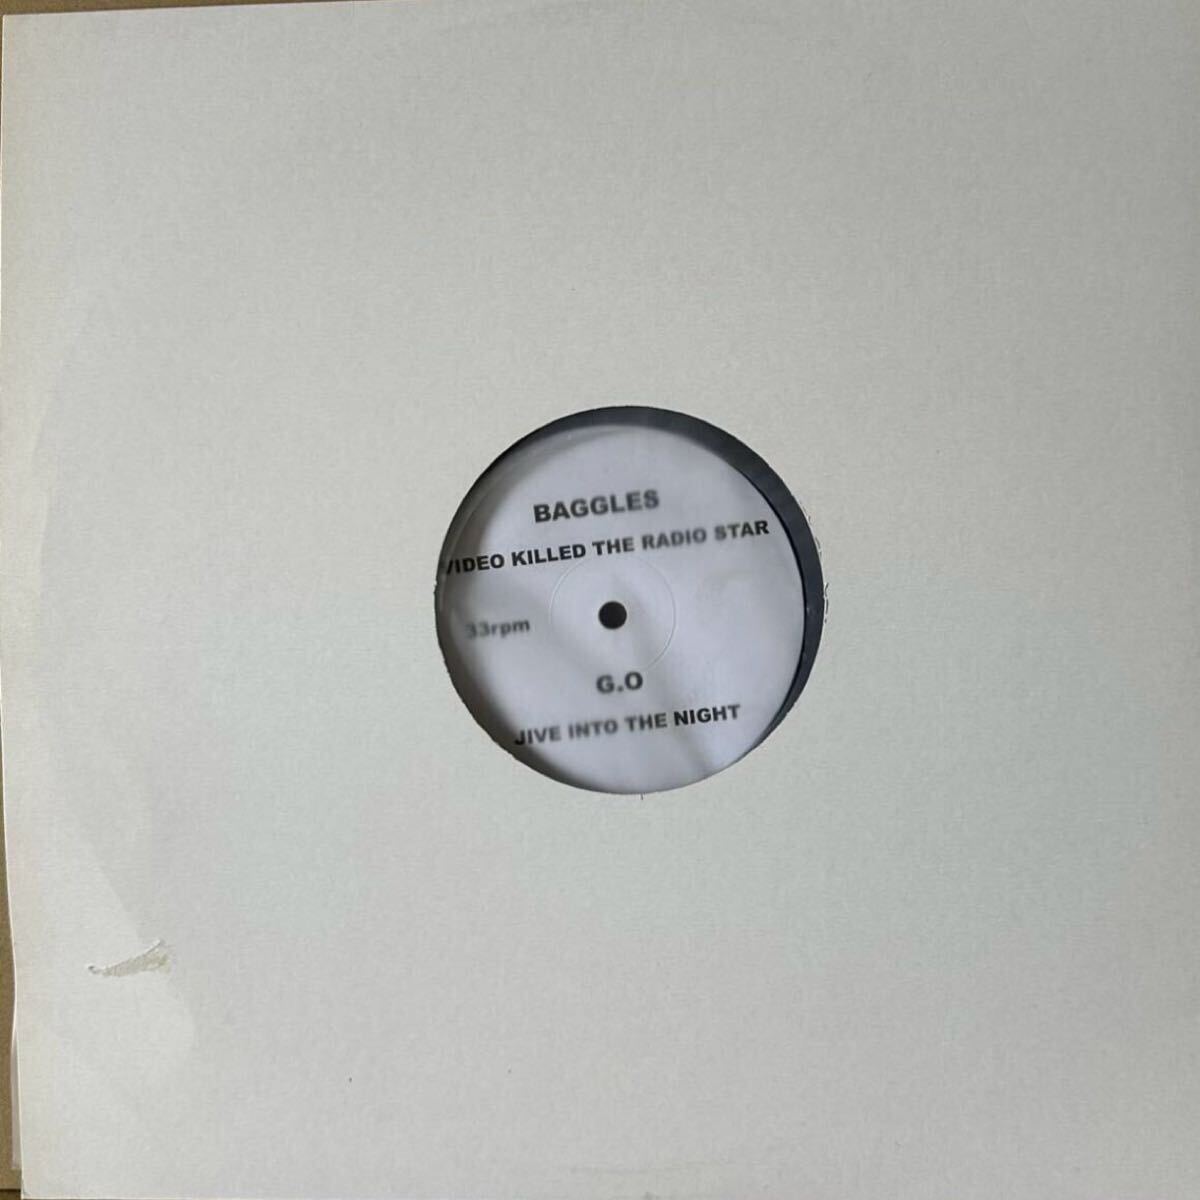 BAGGLES
VIDEO KILLED THE RADIO STAR
33rpm
G.O
JIVE INTO THE NIGHT